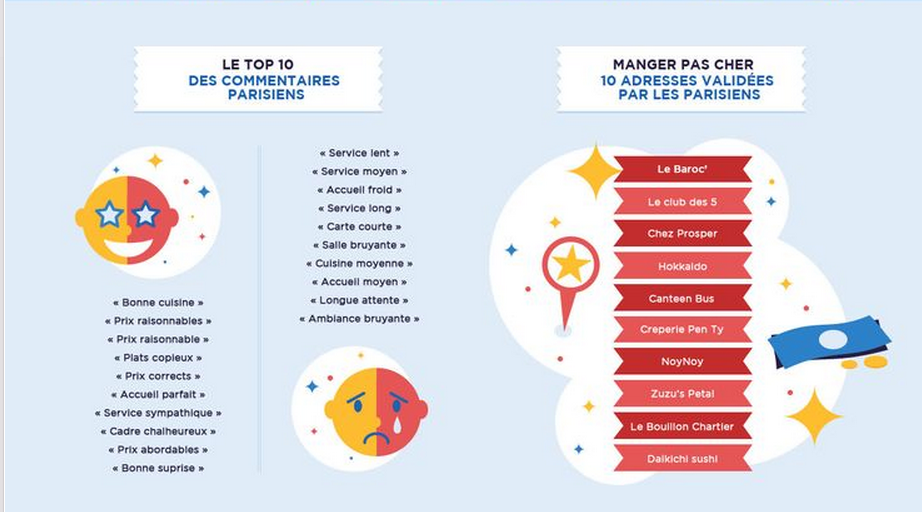 LE TOP 10
DES COMMENTAIRES
PARISIENS
« Bonne cuisine »
« Prix raisonnables »
« Prix raisonnable »
« Plats copieux »
« Prix corrects »
« Accueil parfait »
« Service sympathique »
« Cadre chalheureux »
« Prix abordables »
« Bonne suprise »
« Service lent »
« Service moyen »
« Accueil froid »
« Service long »
« Carte courte »
« Salle bruyante »
« Cuisine moyenne »
« Accueil moyen »
« Longue attente »
« Ambiance bruyante »
MANGER PAS CHER
10 ADRESSES VALIDÉES
PAR LES PARISIENS
Le Baroc'
Le club des 5
Chez Prosper
Hokkaido
Canteen Bus
Creperie Pen Ty
NoyNoy
Zuzu's Petal
Le Bouillon Chartier
Daikichi sushi